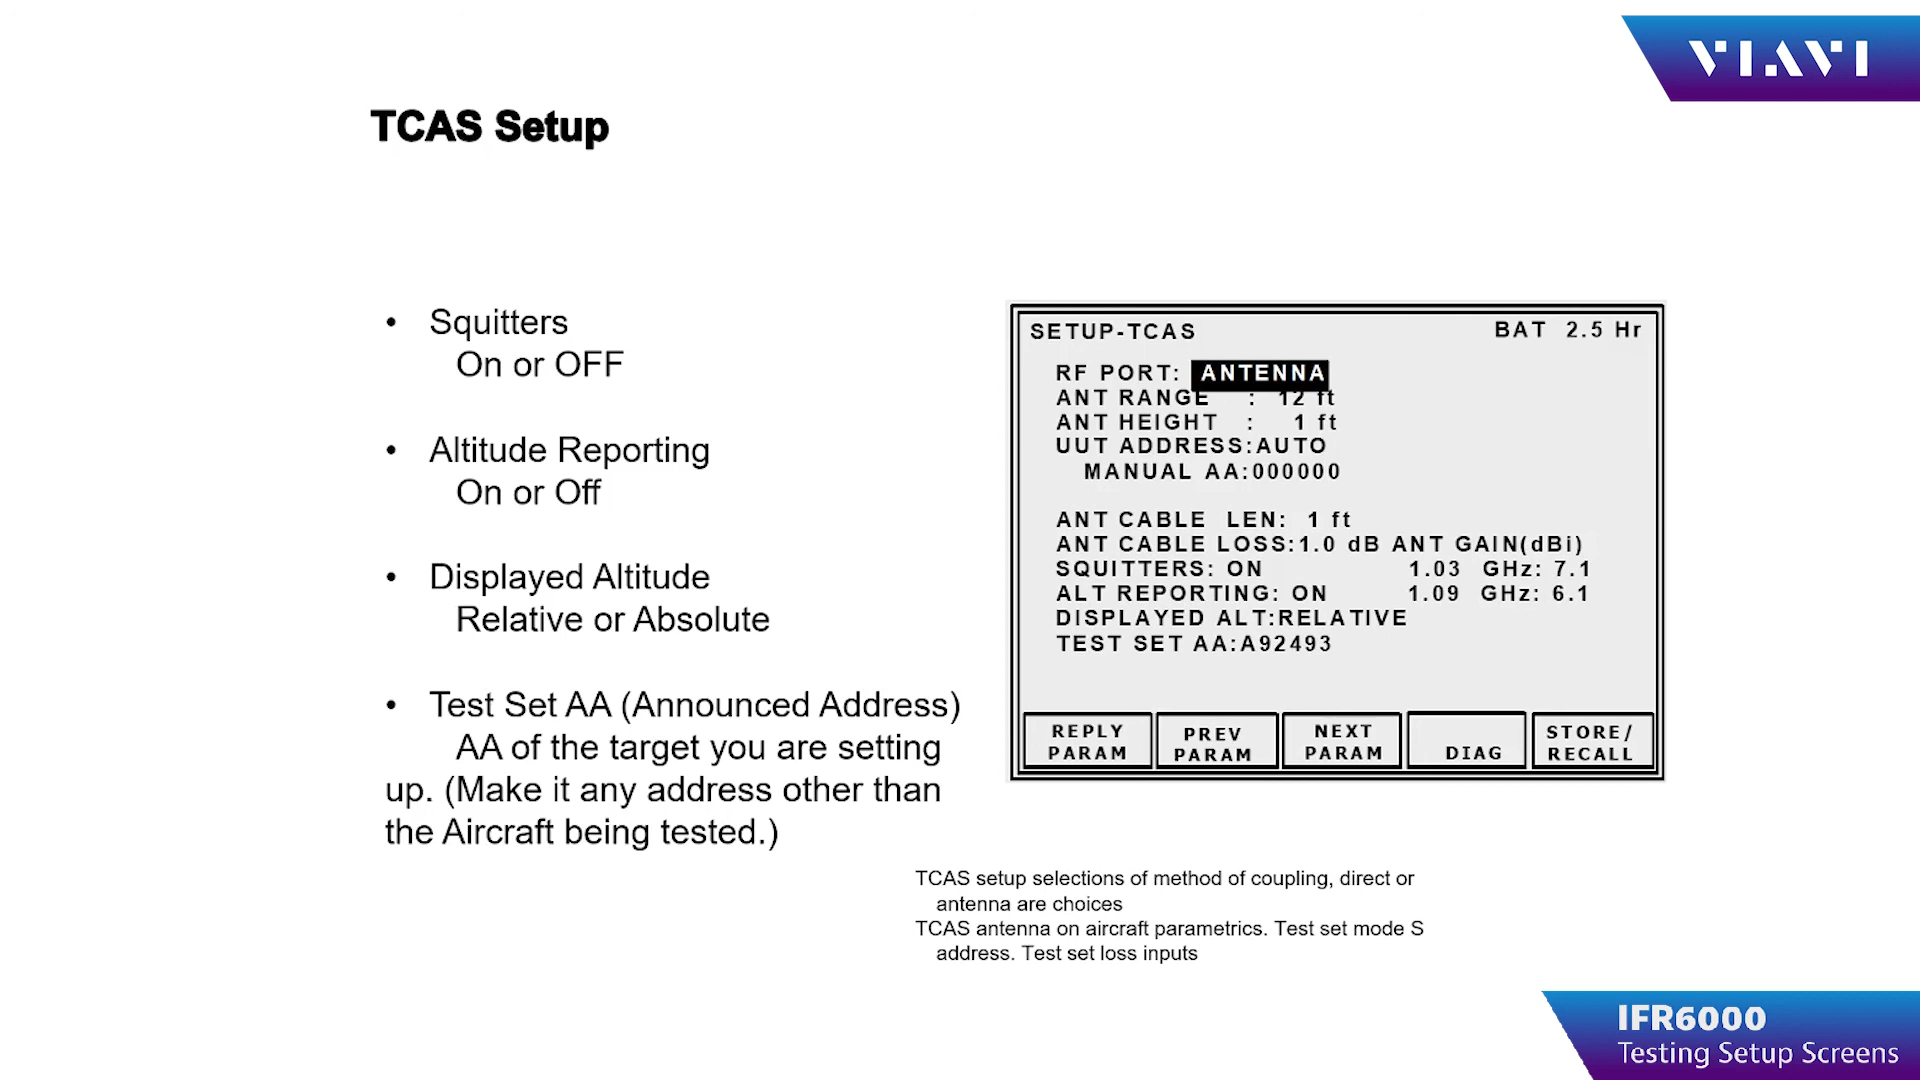 VIAVI
TCAS Setup
• Squitters
On or OFF
• Altitude Reporting
On or Off
• Displayed Altitude
Relative or Absolute
• Test Set AA (Announced Address)
AA of the target you are setting
up. (Make it any address other than
the Aircraft being tested.)
SETUP-TCAS BAT 2.5 Hr
RF PORT: ANTENNA
ANT RANGE : 12 ft
ANT HEIGHT : 1 ft
UUT ADDRESS:AUTO
MANUAL AA:000000
ANT CABLE LEN: 1 ft
ANT CABLE LOSS:1.0 dB ANT GAIN(dBi)
SQUITTERS: ON 1.03 GHz: 7.1
ALT REPORTING: ON 1.09 GHz: 6.1
DISPLAYED ALT:RELATIVE
TEST SET AA:A92493
REPLY PREV NEXT STORE/
PARAM PARAM PARAM DIAG RECALL
TCAS setup selections of method of coupling, direct or
antenna are choices
TCAS antenna on aircraft parametrics. Test set mode S
address. Test set loss inputs
IFR6000
Testing Setup Screens